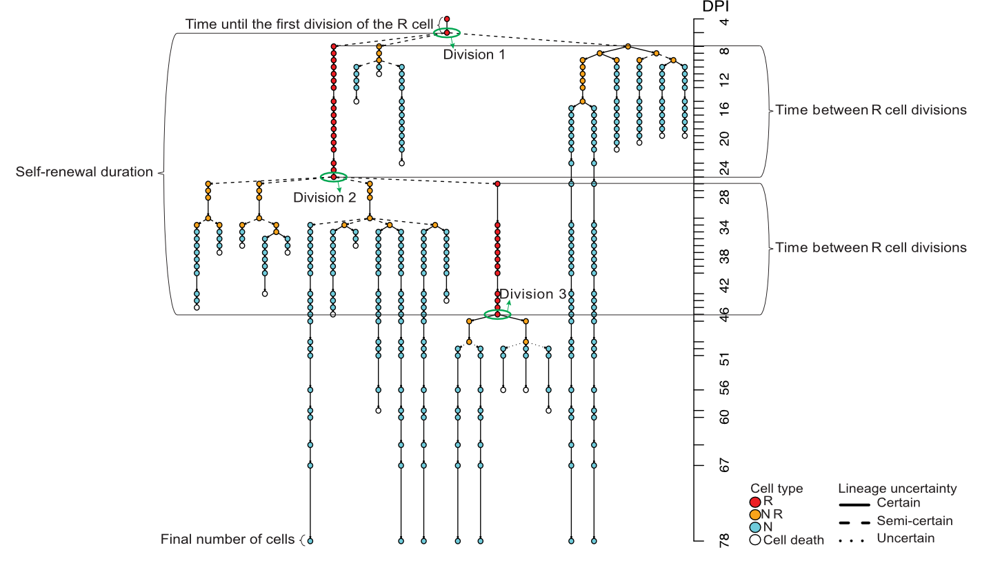 DPI
Time until the first division of the R cell
4
Division 1
8
12
Time between R cell divisions
16
20
24
Self-renewal duration
Division 2
28
34
Time between R cell divisions
38
42
Division 3
46
51
56
60
67
Cell type
R
N R
N
Cell death
Lineage uncertainty
Certain
Semi-certain
Uncertain
Final number of cells
78